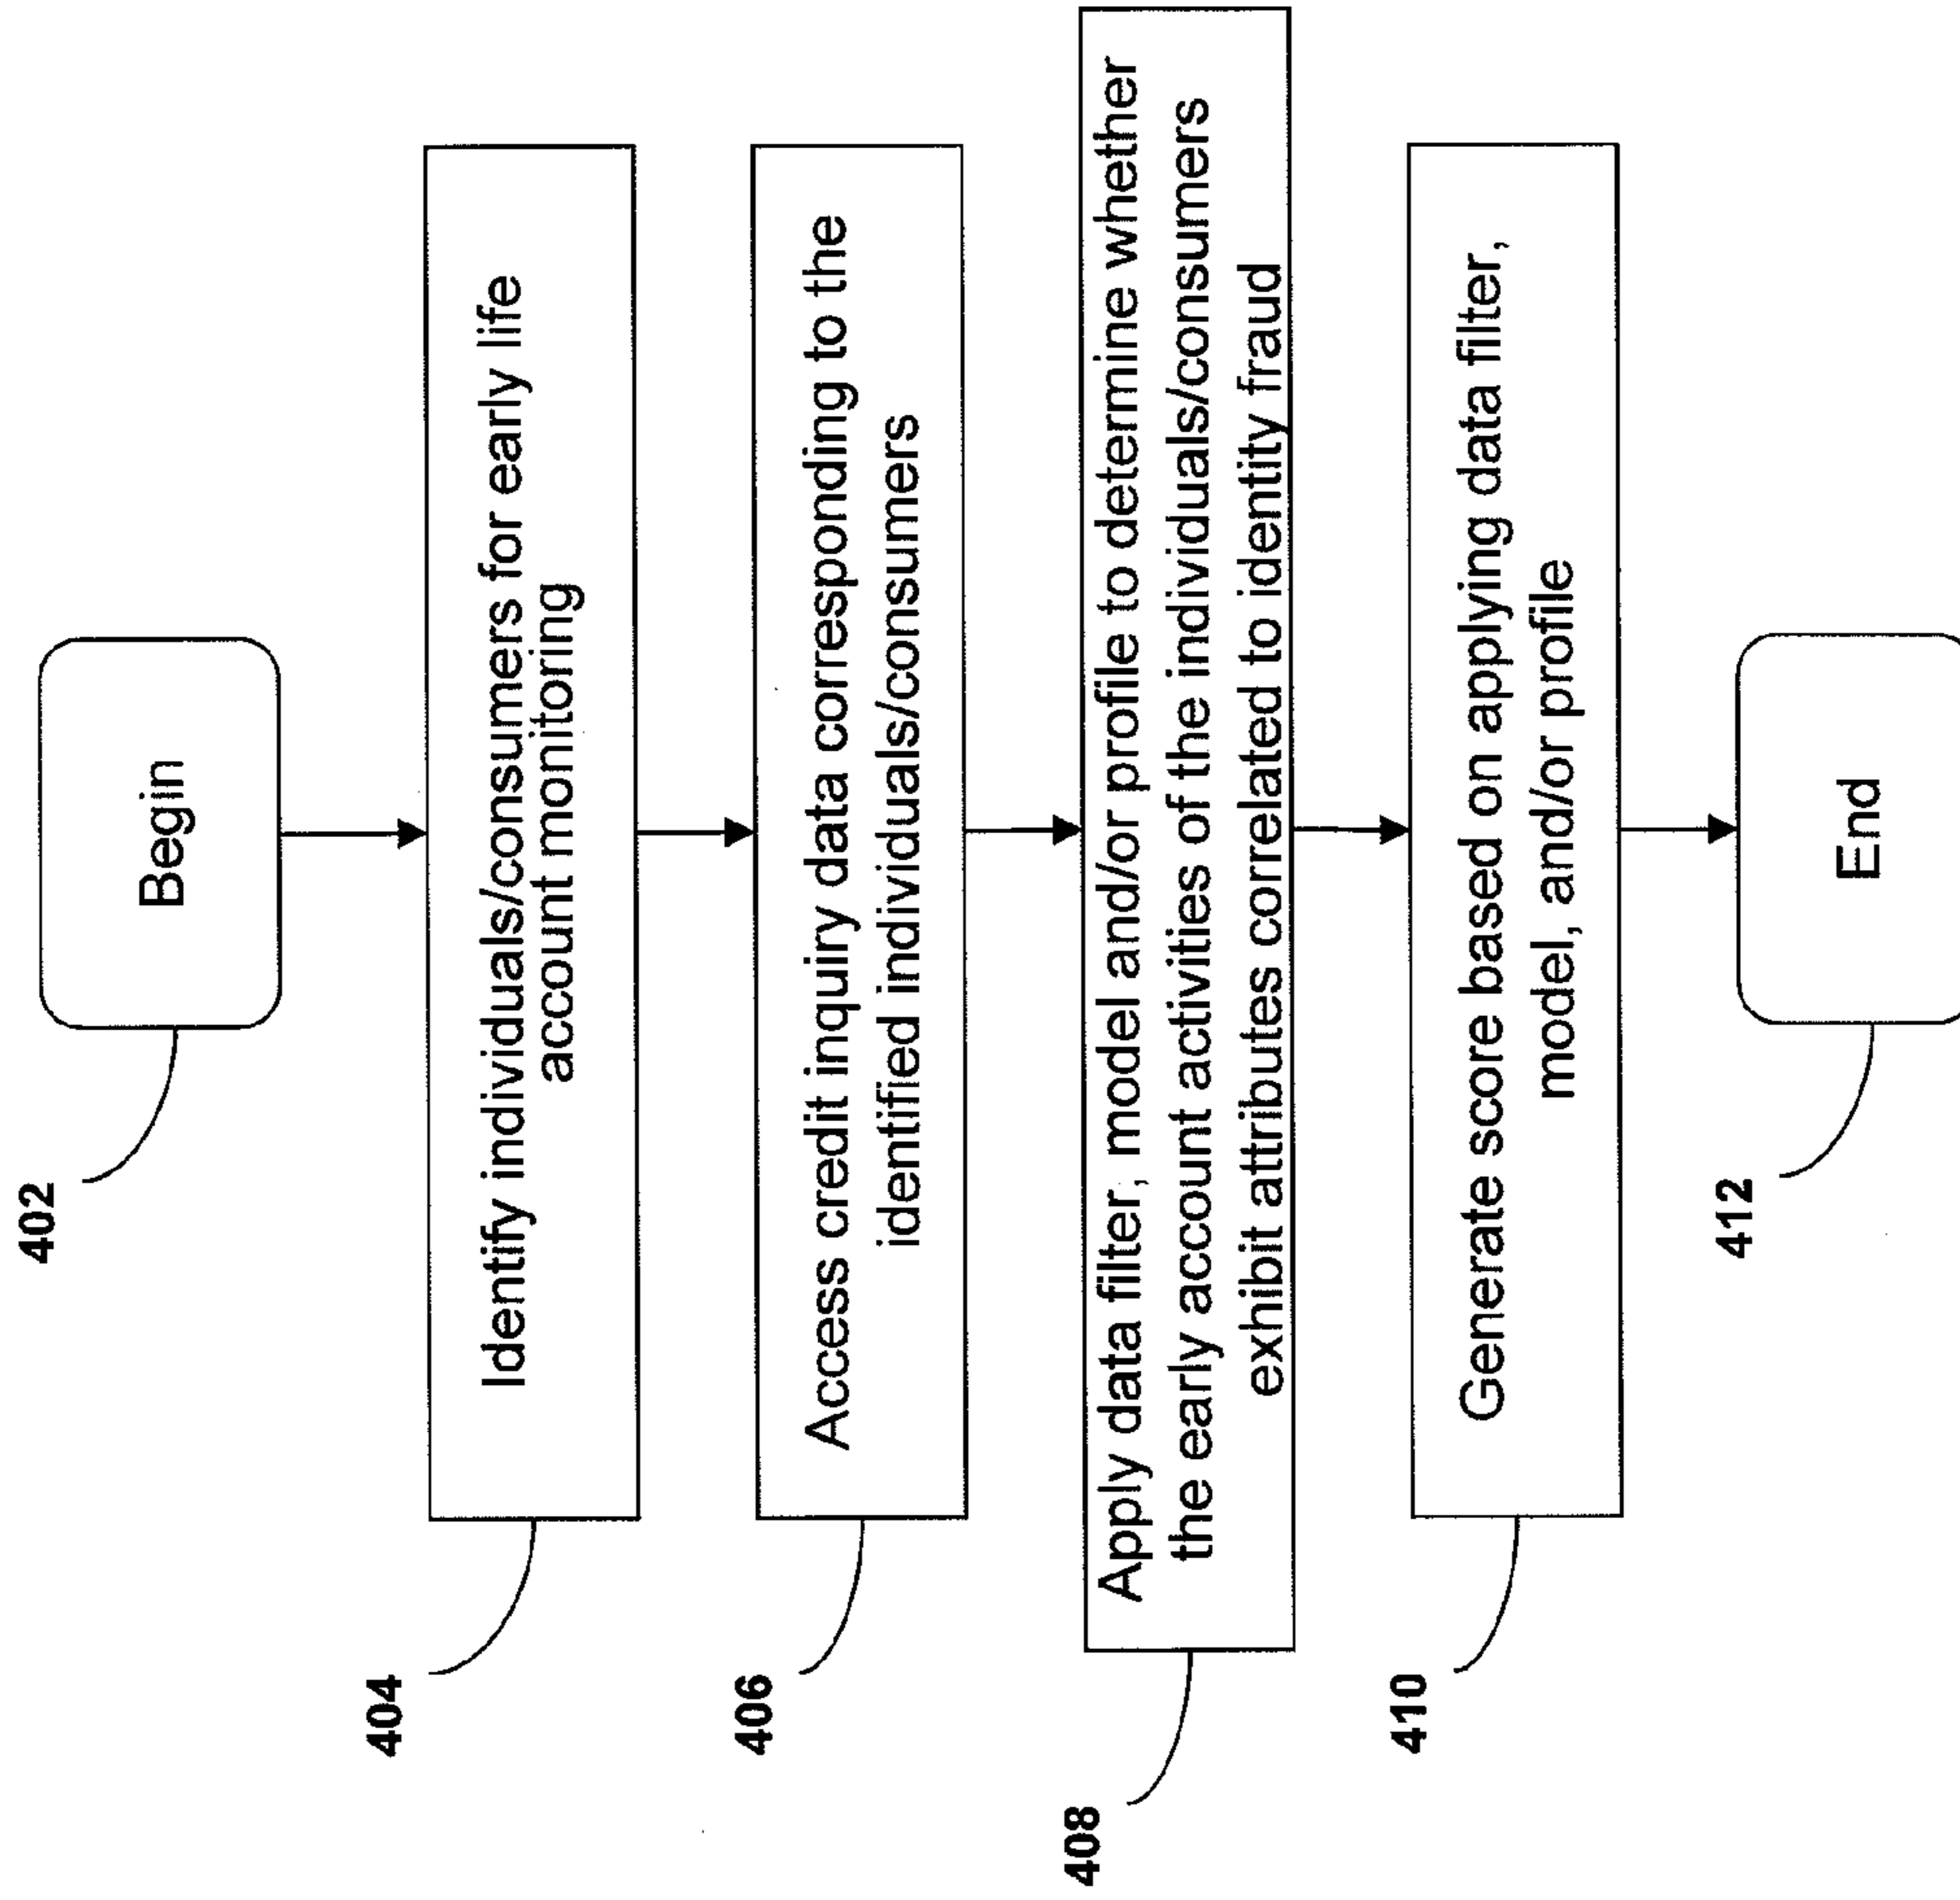 402
Begin
404
Identify individuals/consumers for early life
account monitoring
406
Access credit inquiry data corresponding to the
identified individuals/consumers
408
Apply data filter, model and/or profile to determine whether
the early account activities of the individuals/consumers
exhibit attributes correlated to identity fraud
410
Generate score based on applying data filter,
model, and/or profile
412
End